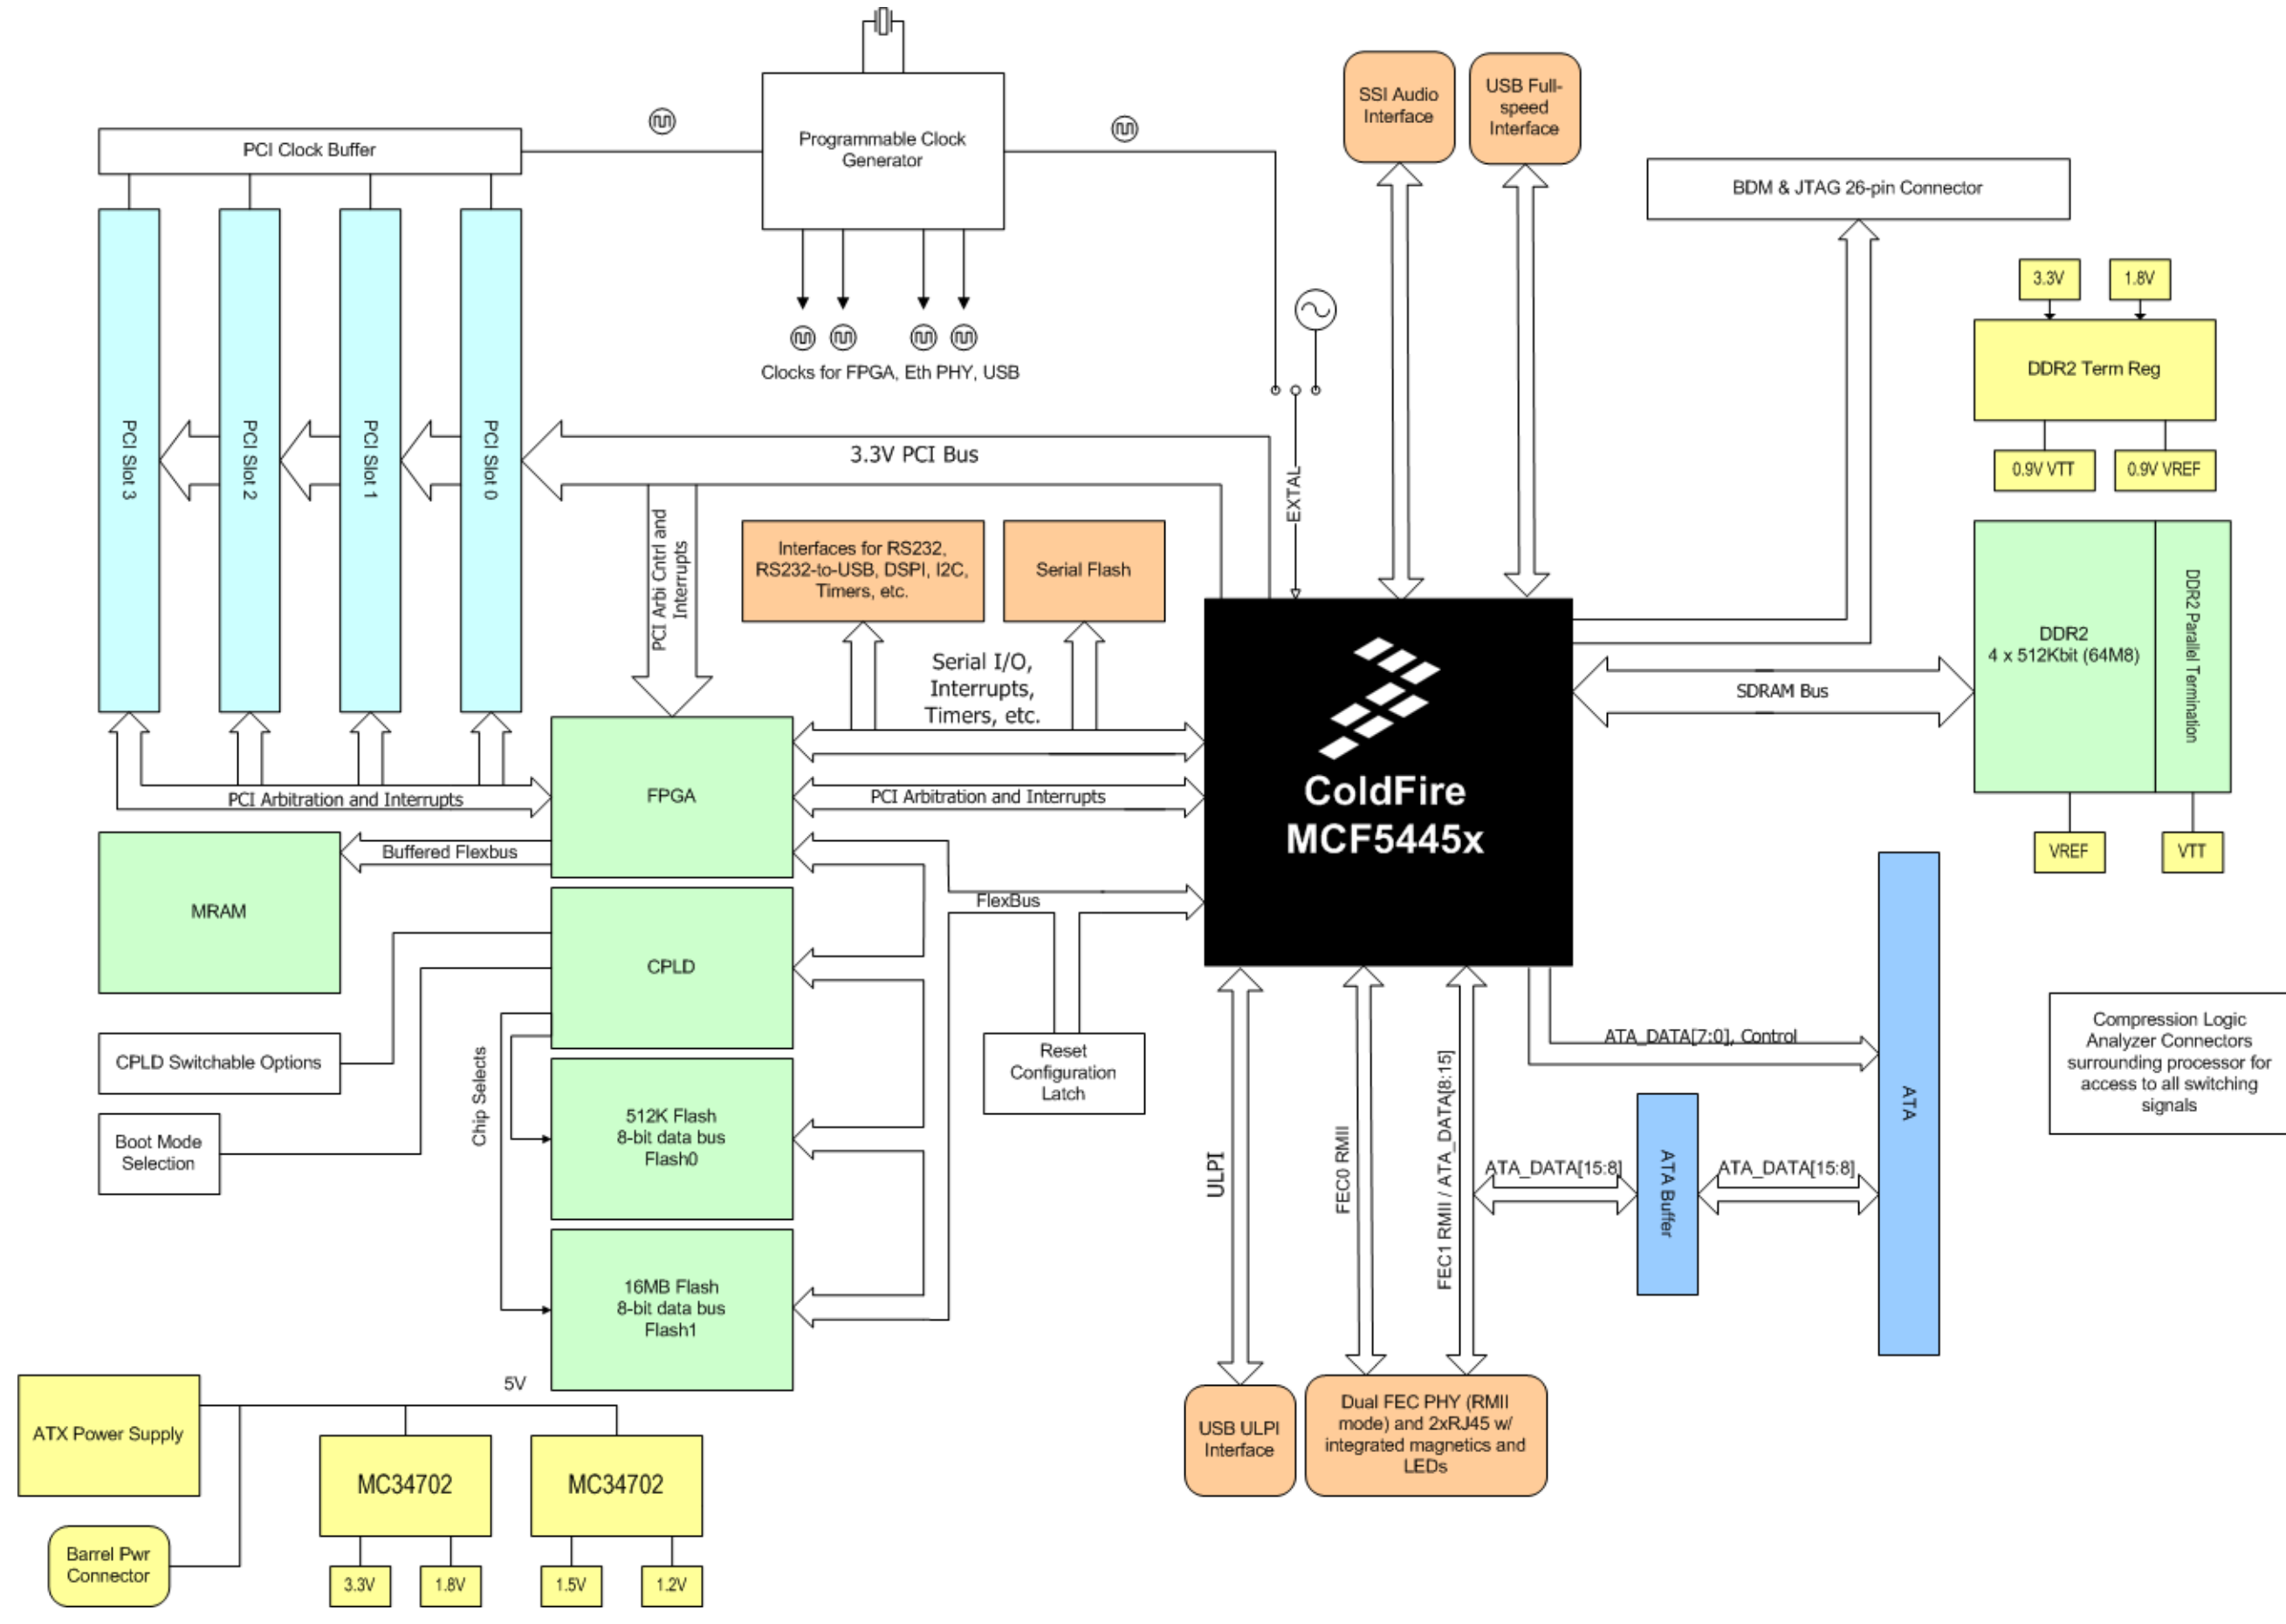 SSI Audio
Interface
USB Full-
speed
Interface
Programmable Clock
Generator
PCI Clock Buffer
BDM & JTAG 26-pin Connector
3.3V
1.8V
DDR2 Term Reg
0.9V VTT
0.9V VREF
Clocks for FPGA, Eth PHY, USB
PCI Slot 3
PCI Slot 2
PCI Slot 1
PCI Slot 0
3.3V PCI Bus
EXTAL
PCI Arbi Cntrl and
Interrupts
Interfaces for RS232,
RS232-to-USB, DSPI, I2C,
Timers, etc.
Serial Flash
Serial I/O,
Interrupts,
Timers, etc.
DDR2
4 x 512Kbit (64M8)
DDR2 Parallel Termination
SDRAM Bus
ColdFire
MCF5445x
PCI Arbitration and Interrupts
FPGA
PCI Arbitration and Interrupts
VREF
VTT
Buffered Flexbus
MRAM
FlexBus
CPLD
CPLD Switchable Options
Boot Mode
Selection
Chip Selects
512K Flash
8-bit data bus
Flash0
16MB Flash
8-bit data bus
Flash1
Reset
Configuration
Latch
ULPI
FEC0 RMII
FEC1 RMII / ATA_DATA[8:15]
ATA_DATA[7:0], Control
ATA_DATA[15:8]
ATA Buffer
ATA_DATA[15:8]
ATA
Compression Logic
Analyzer Connectors
surrounding processor for
access to all switching
signals
USB ULPI
Interface
Dual FEC PHY (RMII
mode) and 2xRJ45 w/
integrated magnetics and
LEDs
5V
ATX Power Supply
Barrel Pwr
Connector
MC34702
MC34702
3.3V
1.8V
1.5V
1.2V